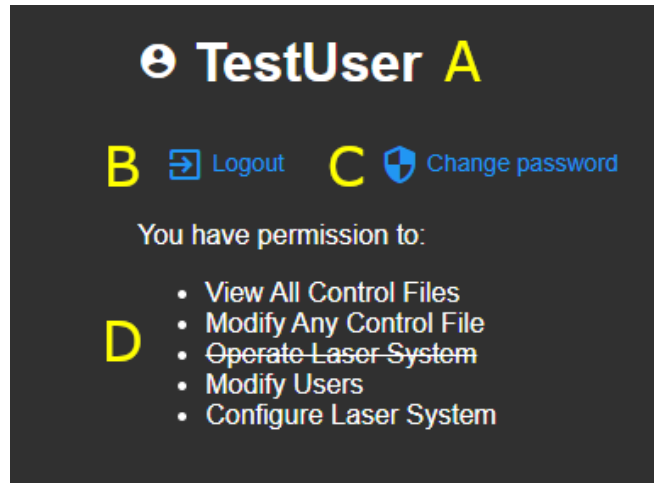 TestUser A
B Logout C Change password
You have permission to:
View All Control Files
Modify Any Control File
D
Operate Laser System
Modify Users
Configure Laser System